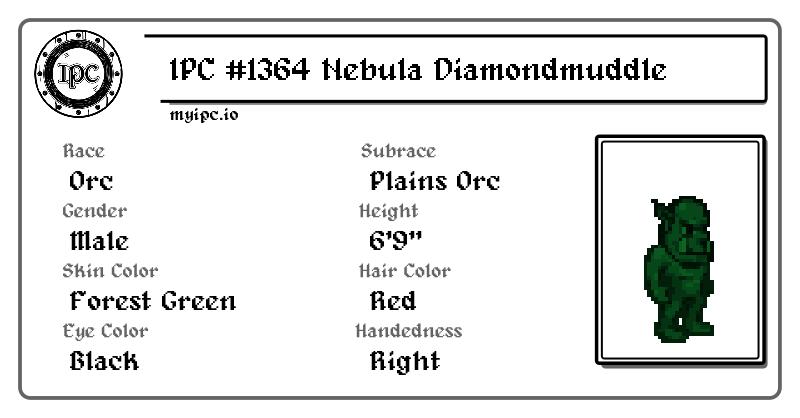 IPC
IPC #1364 Nebula Diamondmuddle
myipc.io
Race
Orc
Subrace
Plains Orc
Gender
Male
Height
6'9"
Skin Color
Forest Green
Hair Color
Red
Eye Color
Black
Handedness
Right